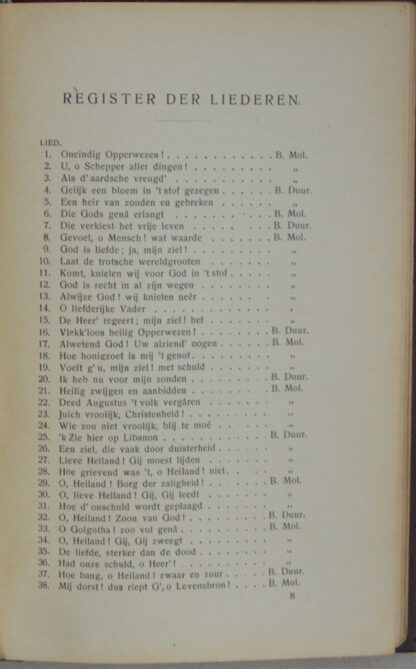 REGISTER DER LIEDEREN.
LIED.
1. Oneindig Opperwezen! . . . . . . . . . . . B. Mol.
2. U, o Schepper aller dingen! . . . . . . . . . „
3. Als d'aardsche vreugd' . . . . . . . . . . „
4. Gelijk een bloem in 't stof gezegen . . . . . . B. Duur.
5. Een heir van zonden en gebreken . . . . . . „
6. Die Gods genâ erlangt . . . . . . . . . . B. Mol.
7. Die verkiest het vrije leven . . . . . . . . B. Duur.
8. Gevoel, o Mensch! wat waarde . . . . . . . B. Mol.
9. God is liefde; ja, mijn ziel! . . . . . . . . „
10. Laat de trotsche wereldgrooten . . . . . . . „
11. Komt, knielen wij voor God in 't stof . . . . . „
12. God is recht in al zijn wegen . . . . . . . „
13. Alwijze God! wij knielen neêr . . . . . . . „
14. O liefderijke Vader . . . . . . . . . . . „
15. De Heer' regeert; mijn ziel! hef . . . . . . . „
16. Vlekk'loos heilig Opperwezen! . . . . . . . B. Duur.
17. Alwetend God! Uw alziend' oogen . . . . . B. Mol.
18. Hoe honigzoet is mij 't genot . . . . . . . . „
19. Voelt g'u, mijn ziel! met schuld . . . . . . „
20. Ik heb nu voor mijn zonden . . . . . . . . B. Duur.
21. Heilig zwijgen en aanbidden . . . . . . . . B. Mol.
22. Deed Augustus 't volk vergâren . . . . . . . „
23. Juich vroolijk, Christenheid! . . . . . . . . „
24. Wie zou niet vroolijk, blij te moê . . . . . . „
25. 'k Zie hier op Libanon . . . . . . . . . . B. Duur.
26. Een ziel, die vaak door duisterheid . . . . . „
27. Lieve Heiland! Gij moest lijden . . . . . . . „
28. Hoe grievend was 't, o Heiland! niet . . . . . „
29. O, Heiland! Borg der zaligheid! . . . . . . B. Mol.
30. O, lieve Heiland! Gij, Gij leedt . . . . . . . „
31. Hoe d'onschuld wordt geplaagd . . . . . . „
32. O, Heiland! Zoon van God! . . . . . . . . B. Duur.
33. O Golgotha! zoo vol genâ . . . . . . . . B. Mol.
34. O, Heiland! Gij, Gij zweegt . . . . . . . . „
35. De liefde, sterker dan de dood . . . . . . . „
36. Had onze schuld, o Heer'! . . . . . . . . „
37. Hoe bang, o Heiland! zwaar en zuur . . . . . B. Duur.
38. Mij dorst! dus riept G', o Levensbron! . . . . B. Mol.
8